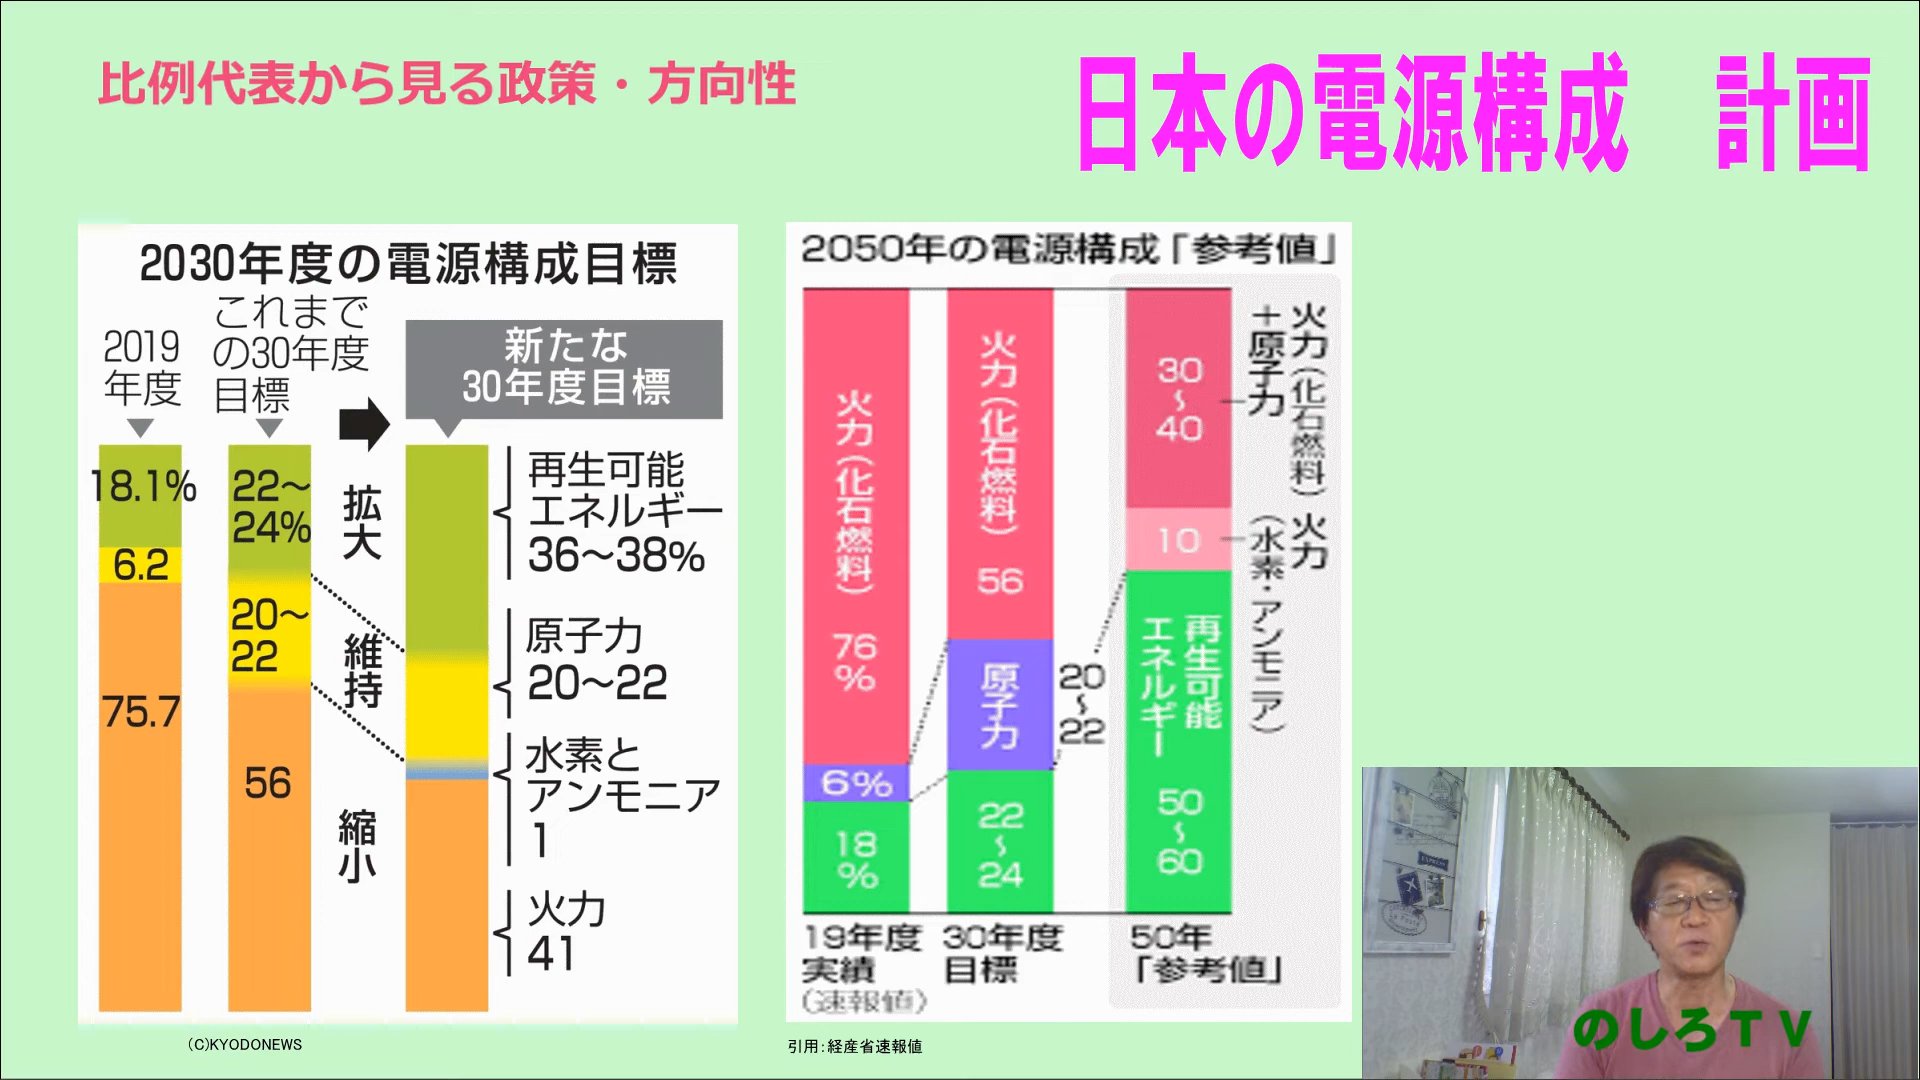 比例代表から見る政策・方向性
日本の電源構成 計画
2030年度の電源構成目標
2019
年度
これまで
の30年度
目標
新たな
30年度目標
18.1%
6.2
75.7
22～
24%
20～
22
56
拡大
維持
縮小
再生可能
エネルギー
36～38%
原子力
20～22
水素と
アンモニア
1
火力
41
(C)KYODONEWS
2050年の電源構成「参考値」
火力(化石燃料)
76
%
6%
18
%
火力(化石燃料)
56
原子力
20
～
22
22
～
24
30
～
40
10
再生可能
エネルギー
50
～
60
火力(化石燃料)
＋原子力
火力
(水素・アンモニア)
19年度
実績
(速報値)
30年度
目標
50年
「参考値」
引用：経産省速報値
EXPRESS
のしろＴＶ